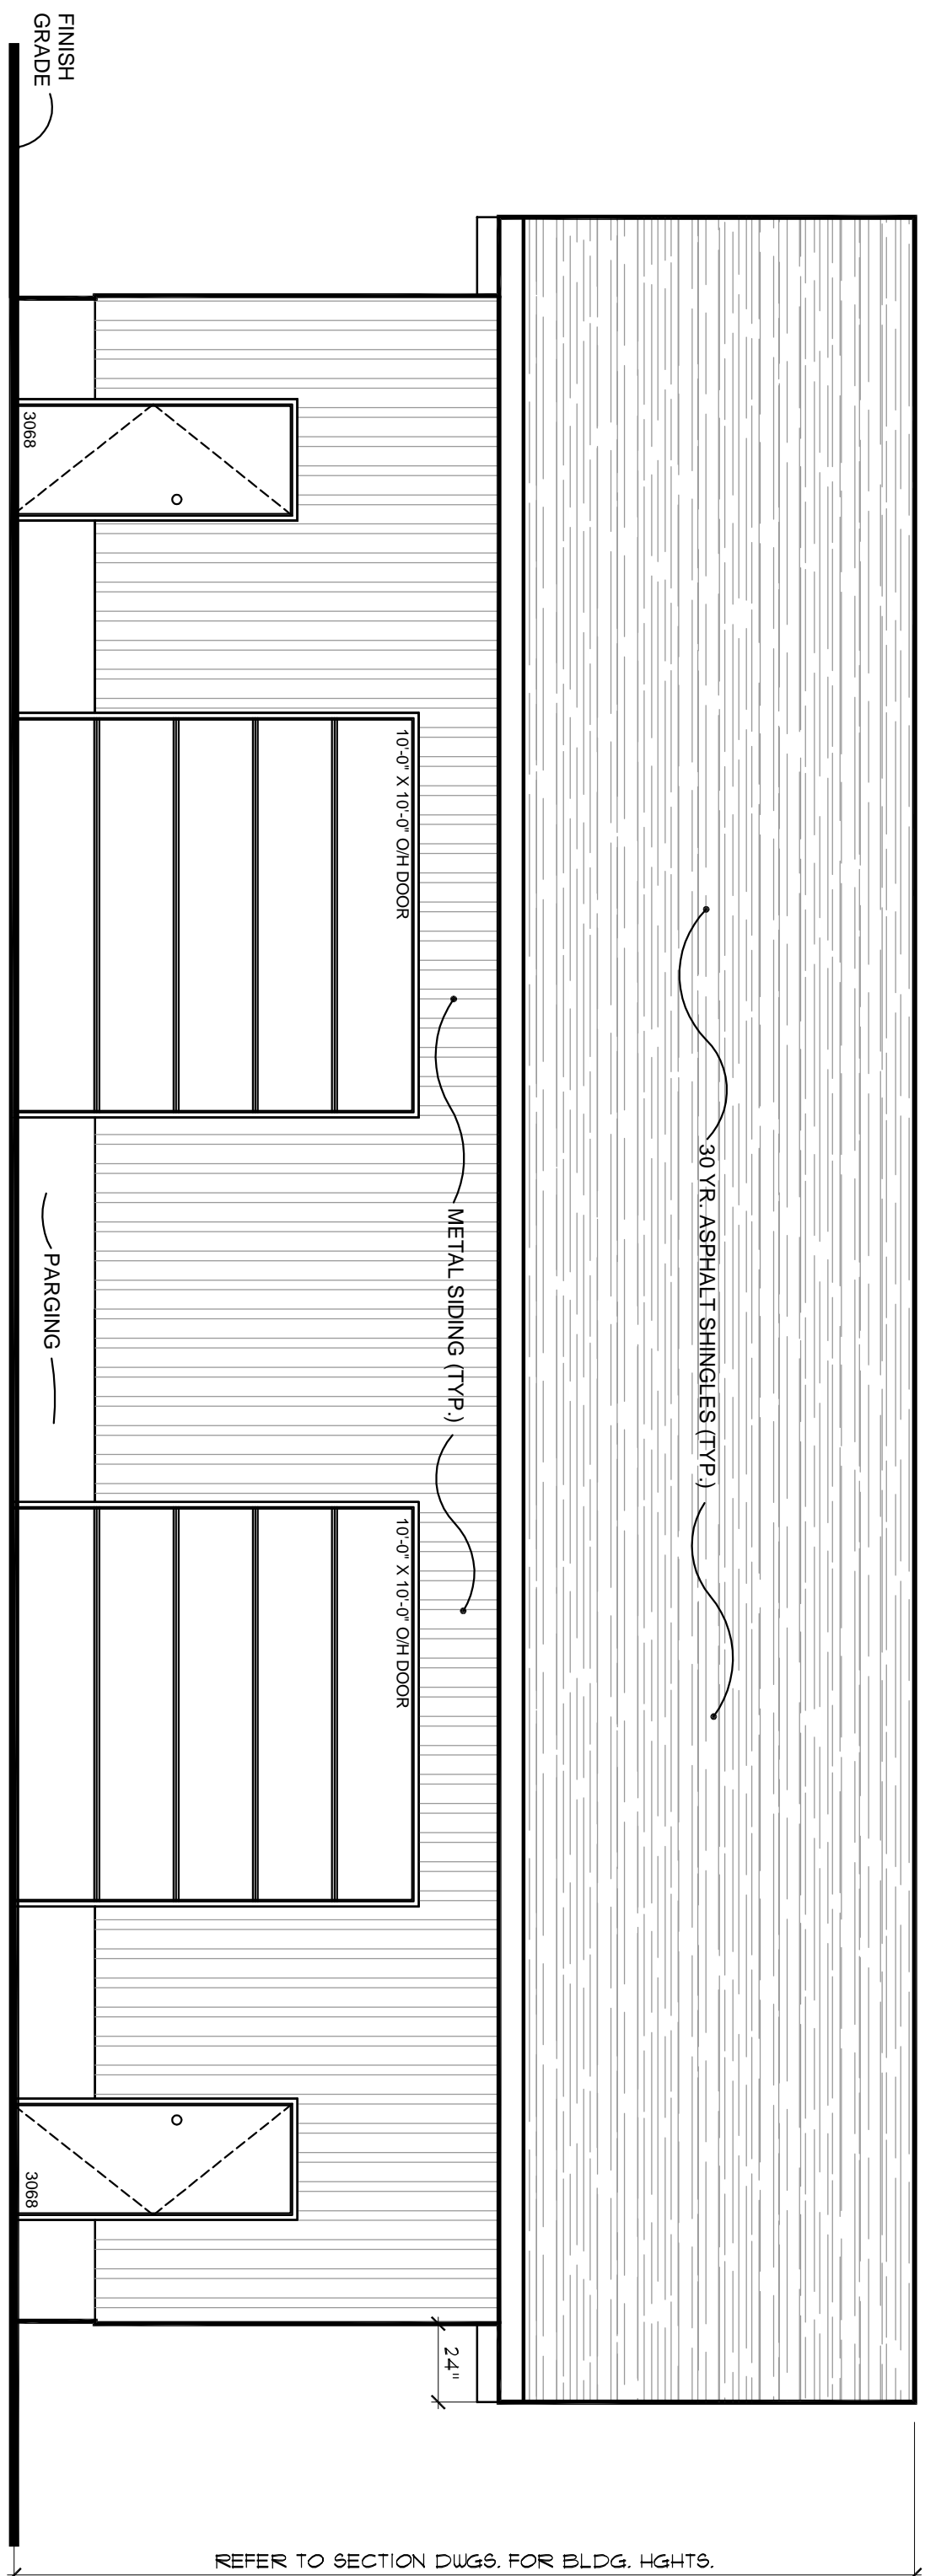 30 YR. ASPHALT SHINGLES (TYP.)
METAL SIDING (TYP.)
24"
10'-0" X 10'-0" O/H DOOR
10'-0" X 10'-0" O/H DOOR
3068
3068
PARGING
FINISH
GRADE
REFER TO SECTION DWGS. FOR BLDG. HGHTS.